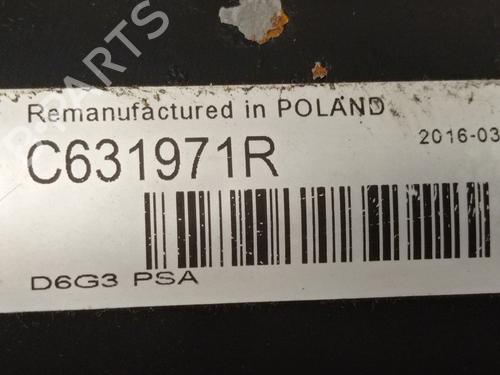 Remanufactured in POLAND
C631971R
2016-03
D6G3 PSA